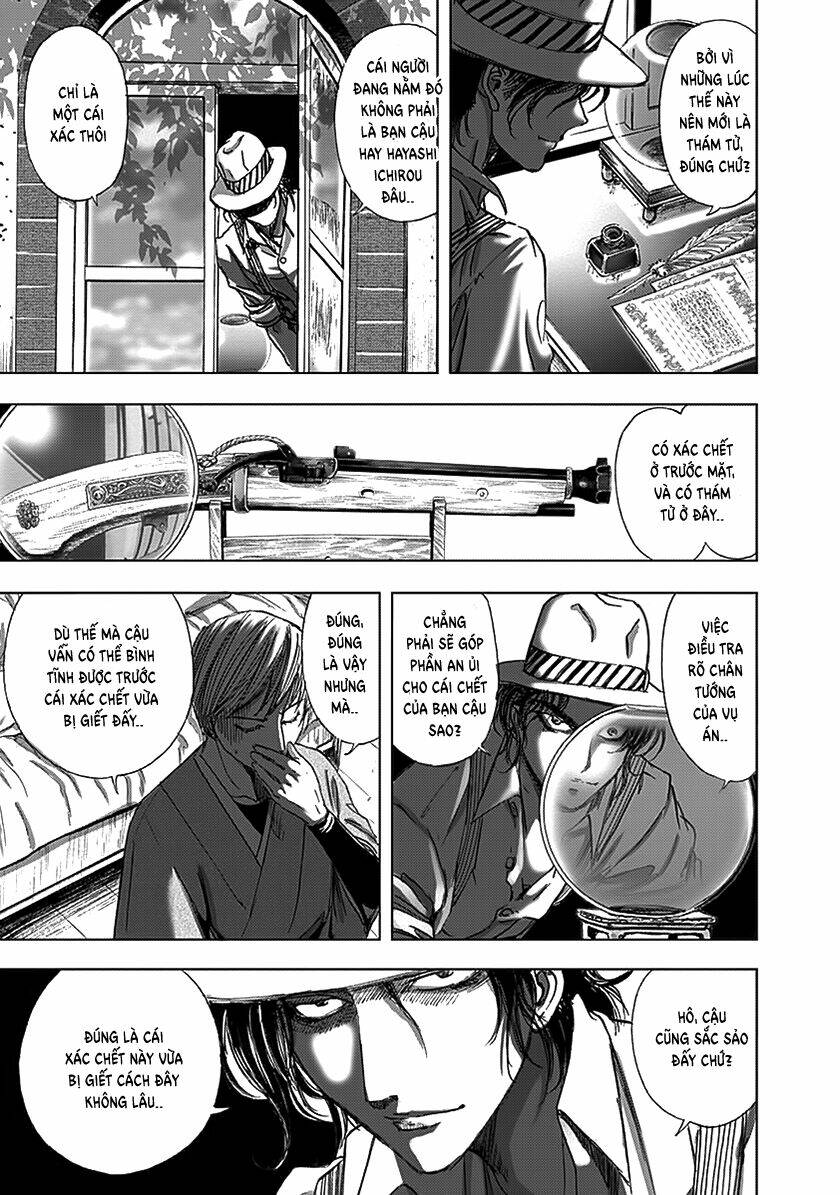 BỞI VÌ
NHỮNG LÚC
THẾ NÀY
NÊN MỚI LÀ
THÁM TỬ,
ĐÚNG CHỨ?
CÁI NGƯỜI
ĐANG NẰM ĐÓ
KHÔNG PHẢI
LÀ BẠN CẬU
HAY HAYASHI
ICHIROU
ĐÂU..
CHỈ LÀ
MỘT CÁI
XÁC THÔI
CÓ XÁC CHẾT
Ở TRƯỚC MẶT,
VÀ CÓ THÁM
TỬ Ở ĐÂY..
VIỆC
ĐIỀU TRA
RÕ CHÂN
TƯỚNG
CỦA VỤ
ÁN..
CHẲNG
PHẢI SẼ GÓP
PHẦN AN ỦI
CHO CÁI CHẾT
CỦA BẠN CẬU
SAO?
ĐÚNG,
ĐÚNG
LÀ VẬY
NHƯNG
MÀ..
DÙ THẾ MÀ CẬU
VẪN CÓ THỂ BÌNH
TĨNH ĐƯỢC TRƯỚC
CÁI XÁC CHẾT VỪA
BỊ GIẾT ĐẤY..
HÔ, CẬU
CŨNG SẮC SẢO
ĐẤY CHỨ?
ĐÚNG LÀ CÁI
XÁC CHẾT NÀY VỪA
BỊ GIẾT CÁCH ĐÂY
KHÔNG LÂU..